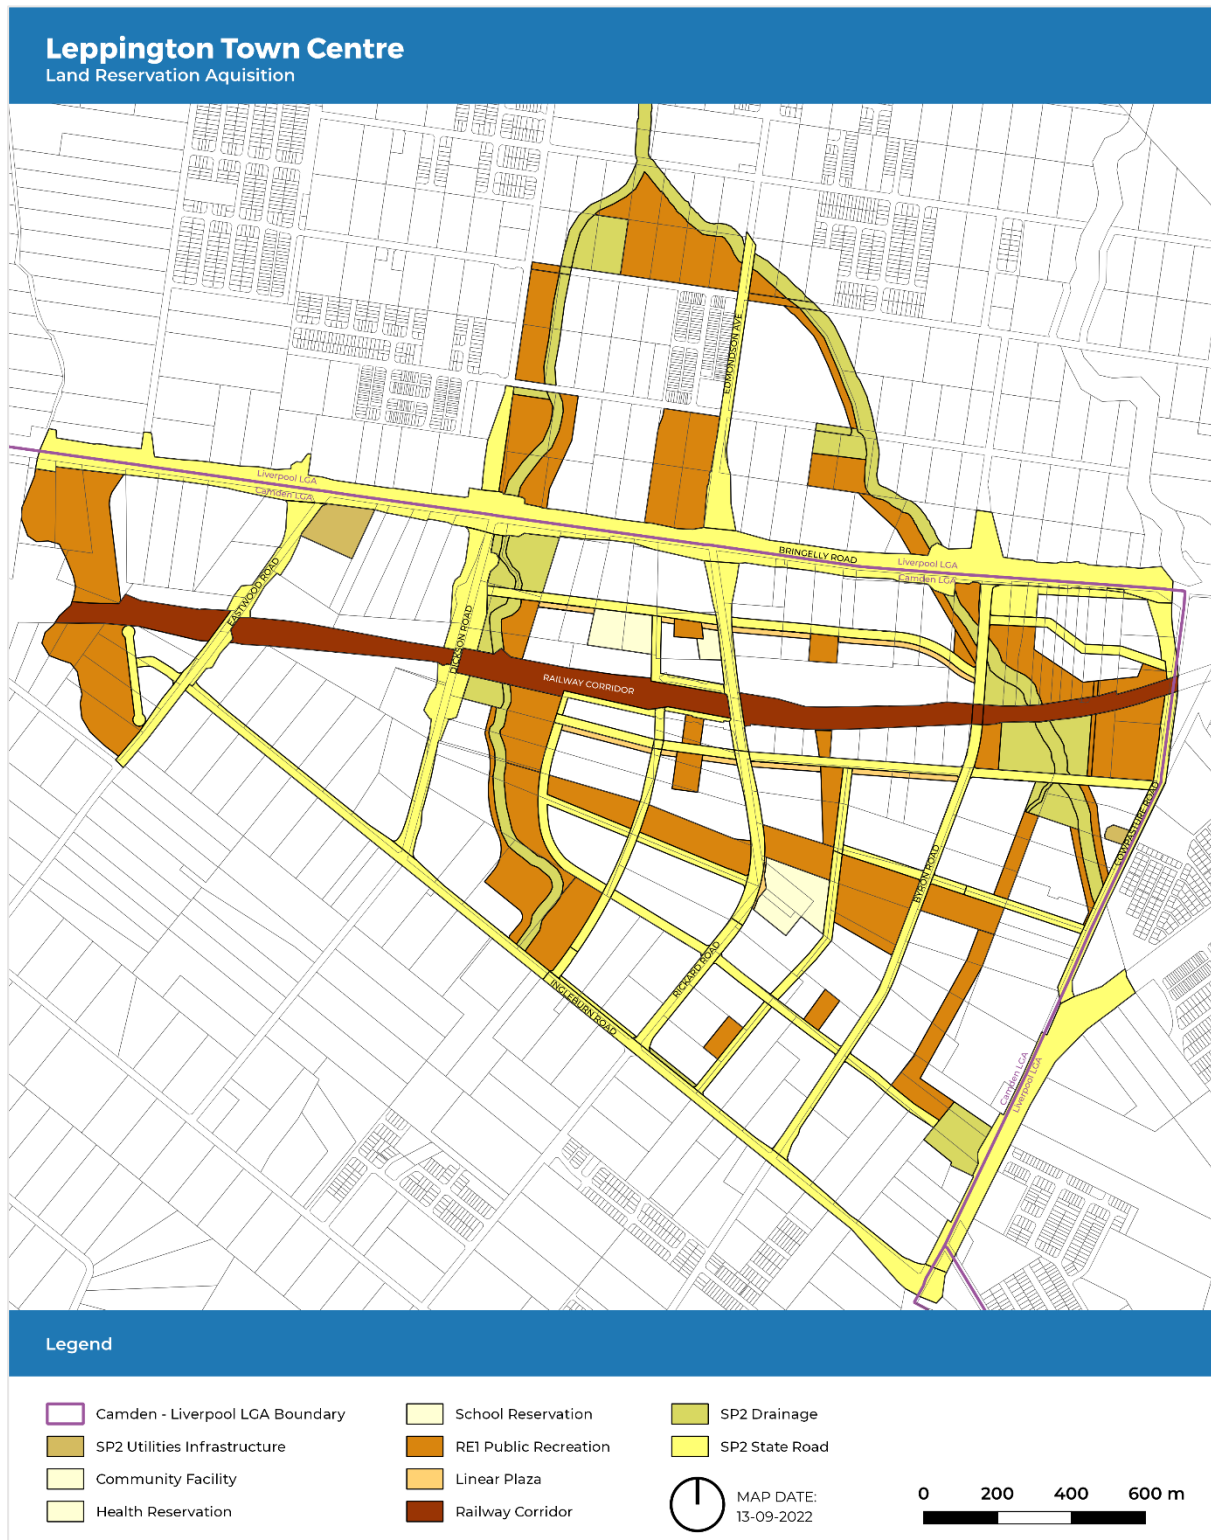 Leppington Town Centre
Land Reservation Aquisition
EDMONDSON AVE
Liverpool LGA
Camden LGA
BRINGELLY ROAD
Liverpool LGA
Camden LGA
EASTWOOD ROAD
DICKSON ROAD
RAILWAY CORRIDOR
COWPASTURE ROAD
BYRON ROAD
RICKARD ROAD
INGLEBURN ROAD
Camden LGA
Liverpool LGA
Legend
Camden - Liverpool LGA Boundary
SP2 Utilities Infrastructure
Community Facility
Health Reservation
School Reservation
RE1 Public Recreation
Linear Plaza
Railway Corridor
SP2 Drainage
SP2 State Road
MAP DATE:
13-09-2022
0 200 400 600 m